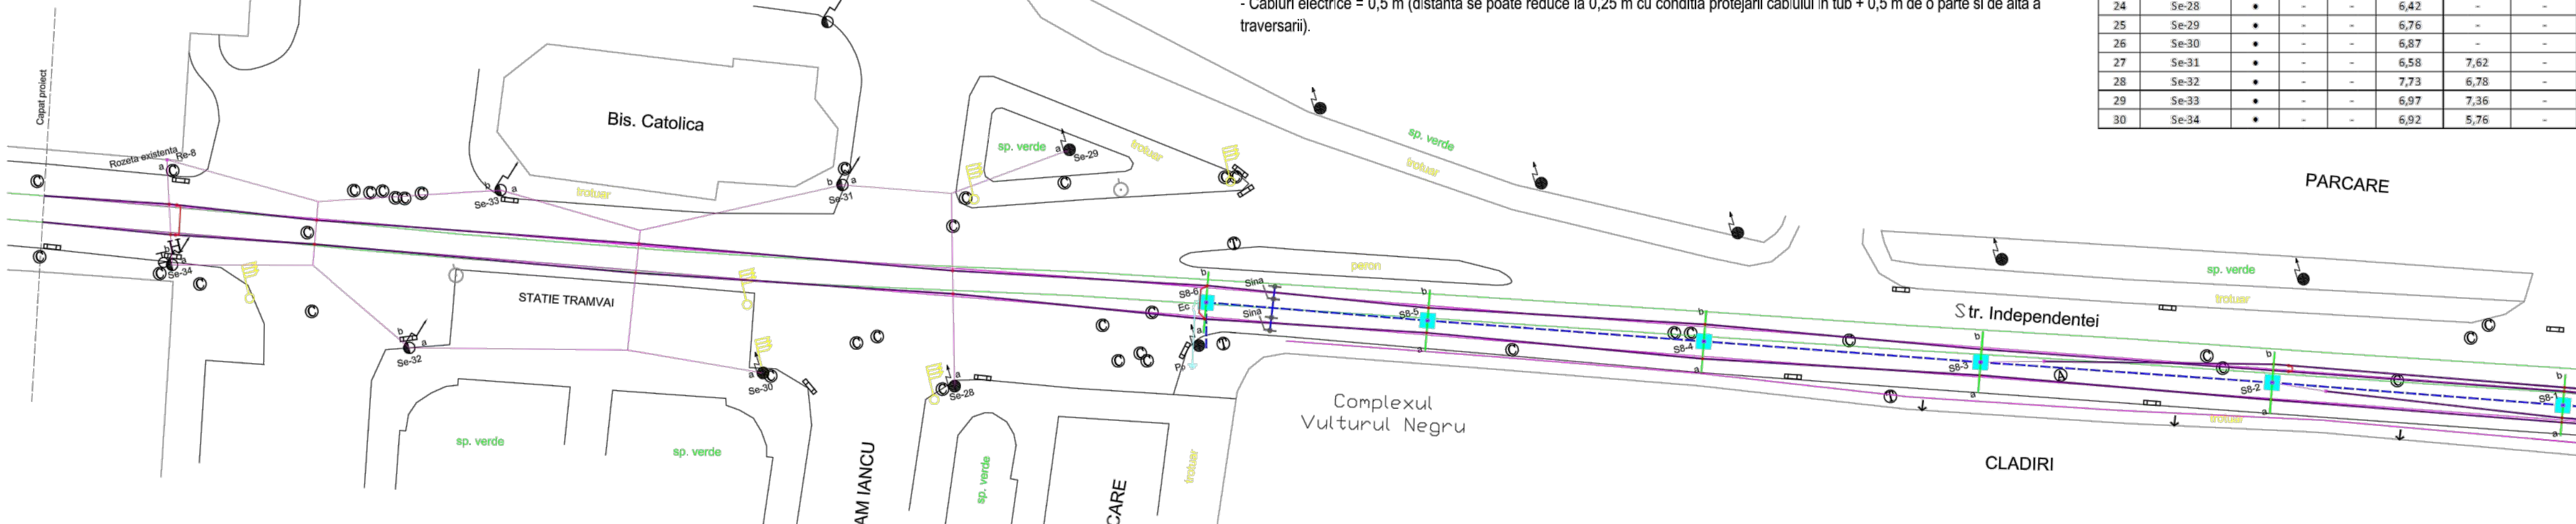 - Cabluri electrice = 0,5 m (distanta se poate reduce la 0,25 m cu conditia protejarii cablului in tub + 0,5 m de o parte si de alta a
traversarii).
24 Se-28 • - - 6,42 - -
25 Se-29 • - - 6,76 - -
26 Se-30 • - - 6,87 - -
27 Se-31 • - - 6,58 7,62 -
28 Se-32 • - - 7,73 6,78 -
29 Se-33 • - - 6,97 7,36 -
30 Se-34 • - - 6,92 5,76 -
Capat proiect
Bis. Catolica
Rozeta existenta
Re-8
a
b
a
Se-33
trotuar
b
a
Se-31
sp. verde
a
Se-29
trotuar
sp. verde
trotuar
PARCARE
b
a
Se-34
STATIE TRAMVAI
b
a
Se-32
a
Se-30
a
Se-28
peron
b
S8-6
Ec
a
Pp
Sina
Sina
b
S8-5
a
b
S8-4
a
b
S8-3
a
b
S8-2
a
b
S8-1
a
sp. verde
trotuar
Str. Independentei
A
trotuar
sp. verde
sp. verde
AM IANCU
sp. verde
CARE
trotuar
Complexul
Vulturul Negru
CLADIRI